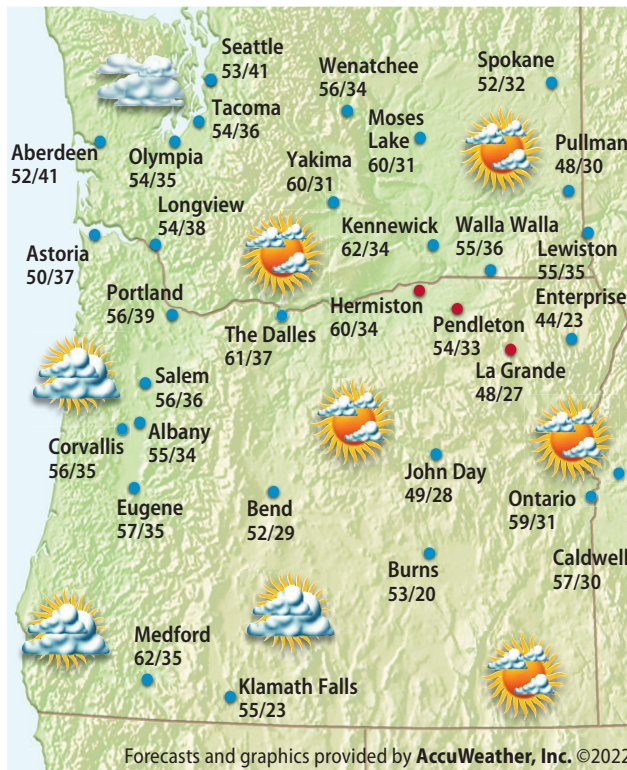 Seattle
53/41
Wenatchee
56/34
Spokane
52/32
Tacoma
54/36
Moses
Lake
60/31
Aberdeen
52/41
Olympia
54/35
Yakima
60/31
Pullman
48/30
Longview
54/38
Kennewick
62/34
Walla Walla
55/36
Lewiston
55/35
Astoria
50/37
Portland
56/39
The Dalles
61/37
Hermiston
60/34
Pendleton
54/33
Enterprise
44/23
La Grande
48/27
Salem
56/36
Albany
55/34
Corvallis
56/35
John Day
49/28
Ontario
59/31
Eugene
57/35
Bend
52/29
Burns
53/20
Caldwell
57/30
Medford
62/35
Klamath Falls
55/23
Forecasts and graphics provided by AccuWeather, Inc. ©2022